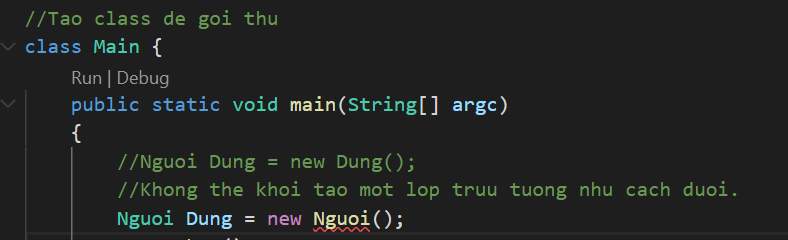 //Tao class de goi thu
class Main {
Run | Debug
public static void main(String[] argc)
{
//Nguoi Dung = new Dung();
//Khong the khoi tao mot lop truu tuong nhu cach duoi.
Nguoi Dung = new Nguoi();